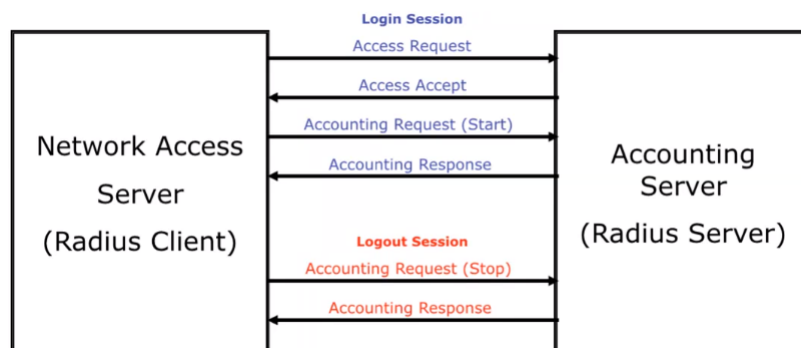 Login Session
Access Request
Access Accept
Accounting Request (Start)
Accounting Response
Network Access
Server
(Radius Client)
Accounting
Server
(Radius Server)
Logout Session
Accounting Request (Stop)
Accounting Response